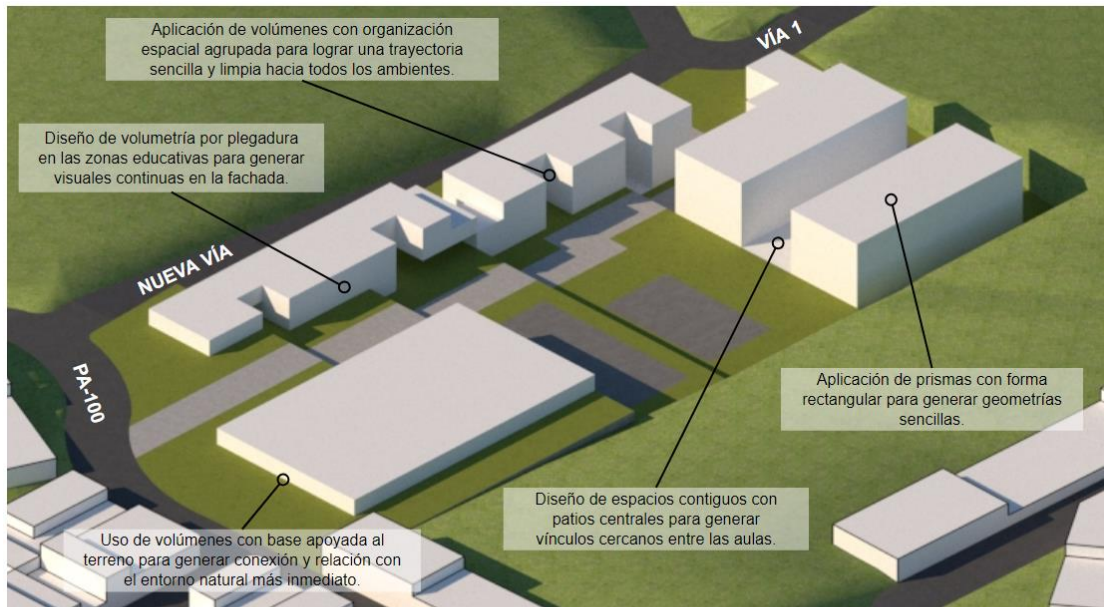 Aplicación de volúmenes con organización
espacial agrupada para lograr una trayectoria
sencilla y limpia hacia todos los ambientes.
VÍA 1
Diseño de volumetría por plegadura
en las zonas educativas para generar
visuales continuas en la fachada.
NUEVA VÍA
PA-100
Aplicación de prismas con forma
rectangular para generar geometrías
sencillas.
Diseño de espacios contiguos con
patios centrales para generar
vínculos cercanos entre las aulas.
Uso de volúmenes con base apoyada al
terreno para generar conexión y relación con
el entorno natural más inmediato.